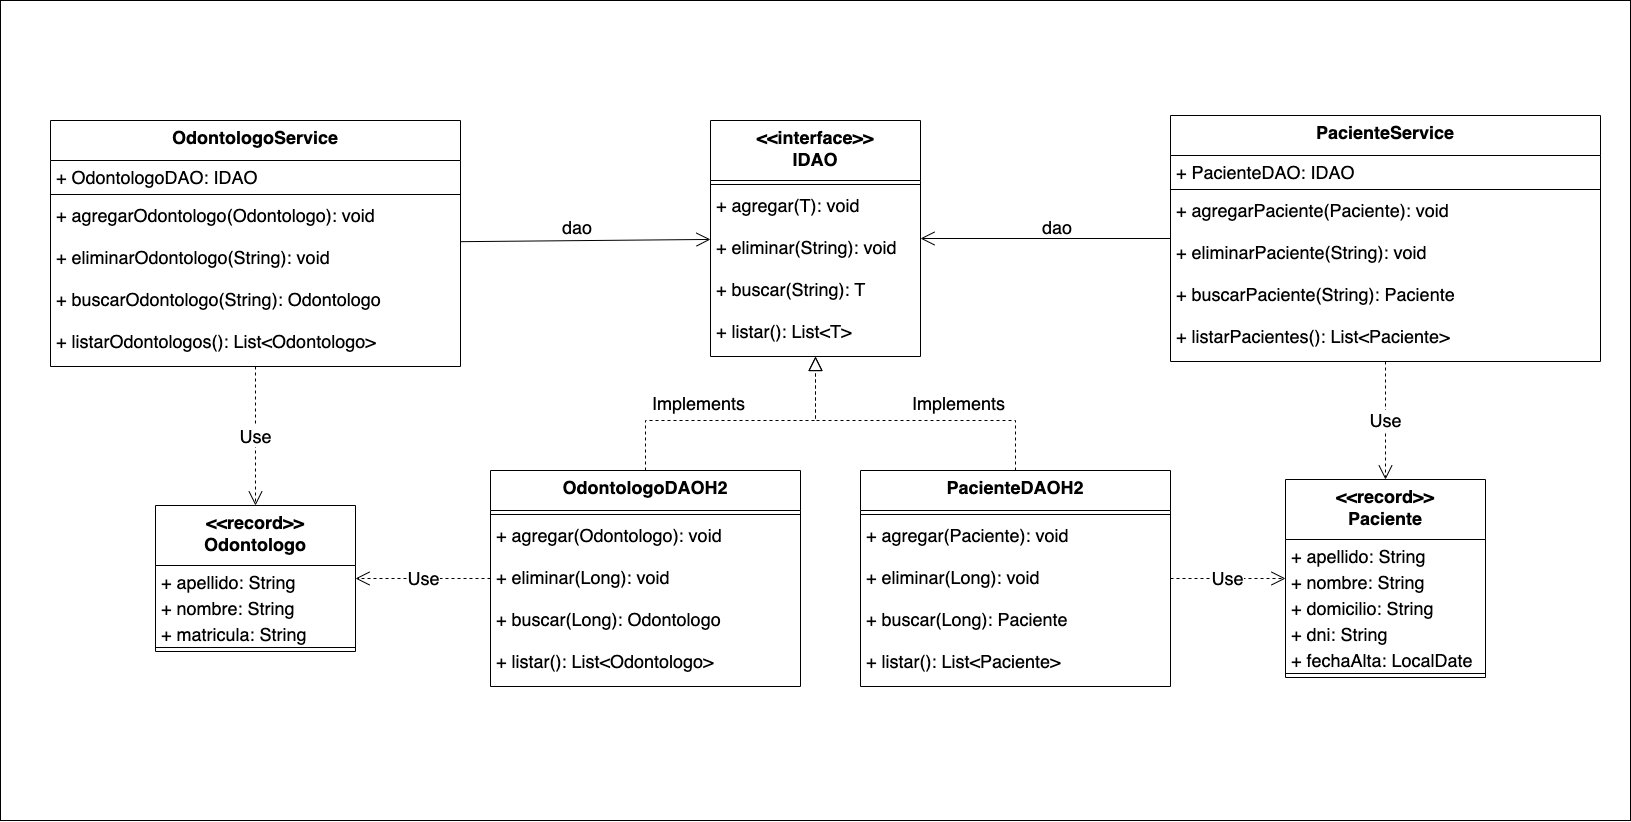 OdontologoService
+ OdontologoDAO: IDAO
+ agregarOdontologo(Odontologo): void
+ eliminarOdontologo(String): void
+ buscarOdontologo(String): Odontologo
+ listarOdontologos(): List<Odontologo>
dao
<<interface>>
IDAO
+ agregar(T): void
+ eliminar(String): void
+ buscar(String): T
+ listar(): List<T>
dao
PacienteService
+ PacienteDAO: IDAO
+ agregarPaciente(Paciente): void
+ eliminarPaciente(String): void
+ buscarPaciente(String): Paciente
+ listarPacientes(): List<Paciente>
Implements
Implements
Use
Use
<<record>>
Odontologo
+ apellido: String
+ nombre: String
+ matricula: String
Use
OdontologoDAOH2
+ agregar(Odontologo): void
+ eliminar(Long): void
+ buscar(Long): Odontologo
+ listar(): List<Odontologo>
PacienteDAOH2
+ agregar(Paciente): void
+ eliminar(Long): void
+ buscar(Long): Paciente
+ listar(): List<Paciente>
Use
<<record>>
Paciente
+ apellido: String
+ nombre: String
+ domicilio: String
+ dni: String
+ fechaAlta: LocalDate